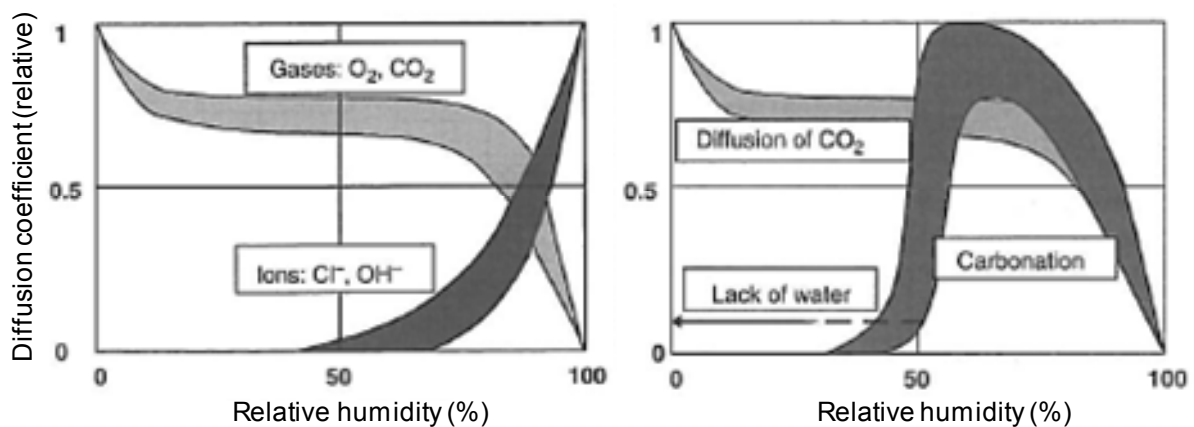 Diffusion coefficient (relative)
1
0.5
0
Gases: O₂, CO₂
Ions: Cl⁻, OH⁻
0
50
100
Relative humidity (%)
1
0.5
0
Diffusion of CO₂
Carbonation
Lack of water
0
50
100
Relative humidity (%)